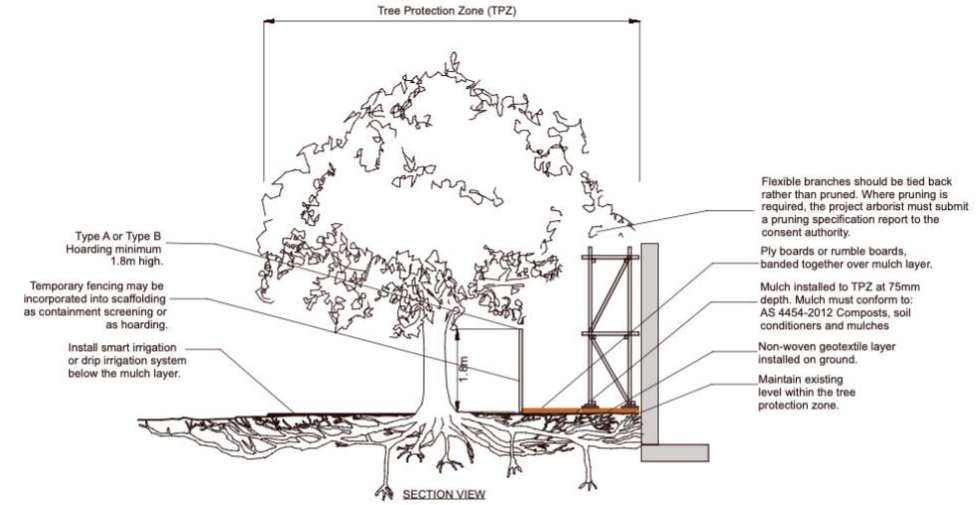 Tree Protection Zone (TPZ)
Flexible branches should be tied back
rather than pruned. Where pruning is
required, the project arborist must submit
a pruning specification report to the
consent authority.
Type A or Type B
Hoarding minimum
1.8m high.
Ply boards or rumble boards,
banded together over mulch layer.
Temporary fencing may be
incorporated into scaffolding
as containment screening or
as hoarding.
Mulch installed to TPZ at 75mm
depth. Mulch must conform to:
AS 4454-2012 Composts, soil
conditioners and mulches
Install smart irrigation
or drip irrigation system
below the mulch layer.
1.8m
Non-woven geotextile layer
installed on ground.
Maintain existing
level within the tree
protection zone.
SECTION VIEW